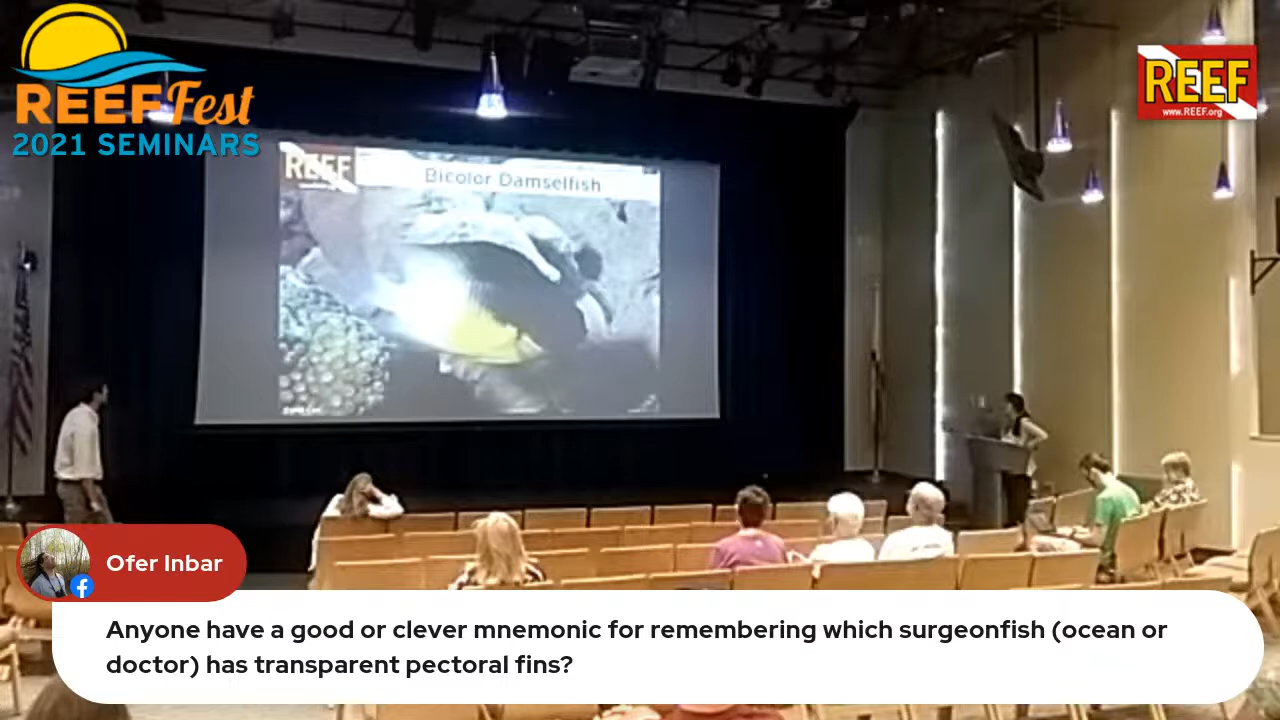 REEF Fest
2021 SEMINARS
REEF
www.REEF.org
REEF
Bicolor Damselfish
Ofer Inbar
Anyone have a good or clever mnemonic for remembering which surgeonfish (ocean or
doctor) has transparent pectoral fins?